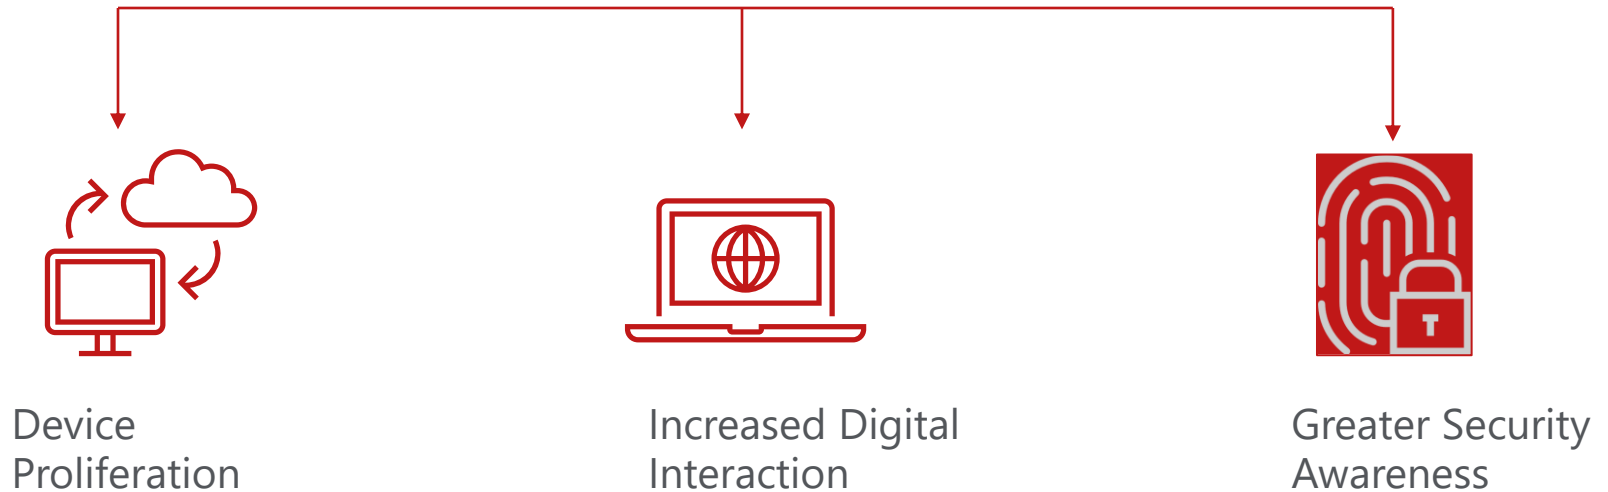 Device
Proliferation
Increased Digital
Interaction
Greater Security
Awareness